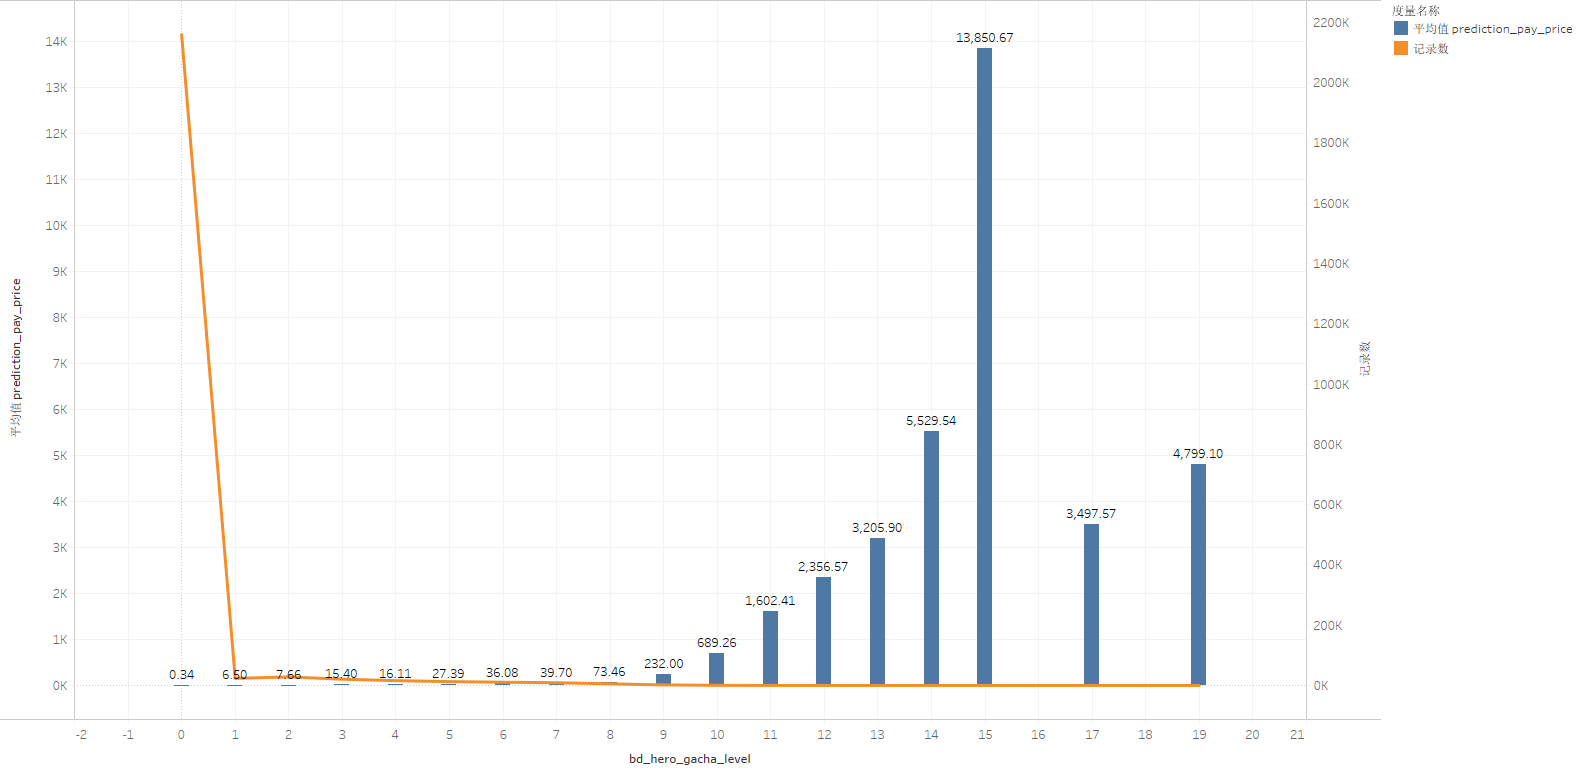 度量名称
平均值 prediction_pay_price
记录数
平均值 prediction_pay_price
14K
13K
12K
11K
10K
9K
8K
7K
6K
5K
4K
3K
2K
1K
0K
0.34
6.50
7.66
15.40
16.11
27.39
36.08
39.70
73.46
232.00
689.26
1,602.41
2,356.57
3,205.90
5,529.54
13,850.67
3,497.57
4,799.10
2200K
2000K
1800K
1600K
1400K
1200K
1000K
800K
600K
400K
200K
0K
记录数
-2 -1 0 1 2 3 4 5 6 7 8 9 10 11 12 13 14 15 16 17 18 19 20 21
bd_hero_gacha_level